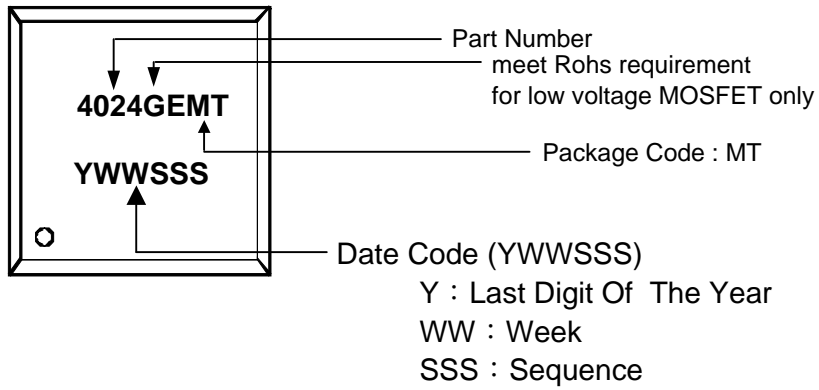 Part Number
meet Rohs requirement
for low voltage MOSFET only
4024GEMT
Package Code : MT
YWWSSS
Date Code (YWWSSS)
Y：Last Digit Of The Year
WW：Week
SSS：Sequence